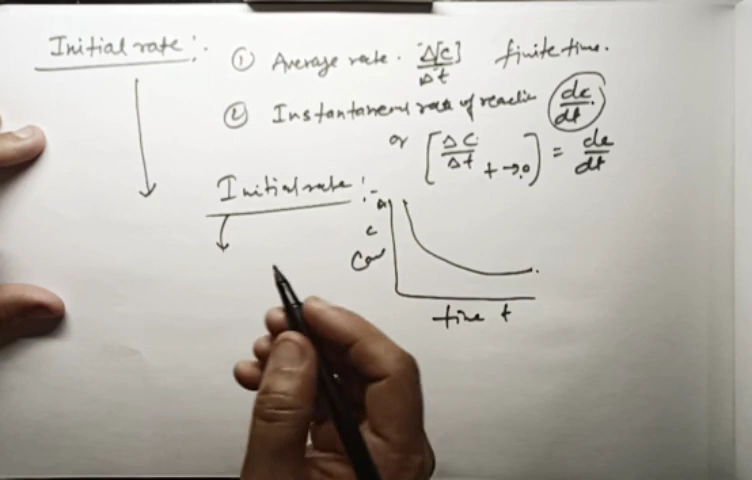 Initial rate :.
① Average rate. Δ[c]/Δt finite time.
② Instantaneous rate of reaction dc/dt.
or [ΔC/Δt t→0] = dc/dt
Initial rate :-
c
time t